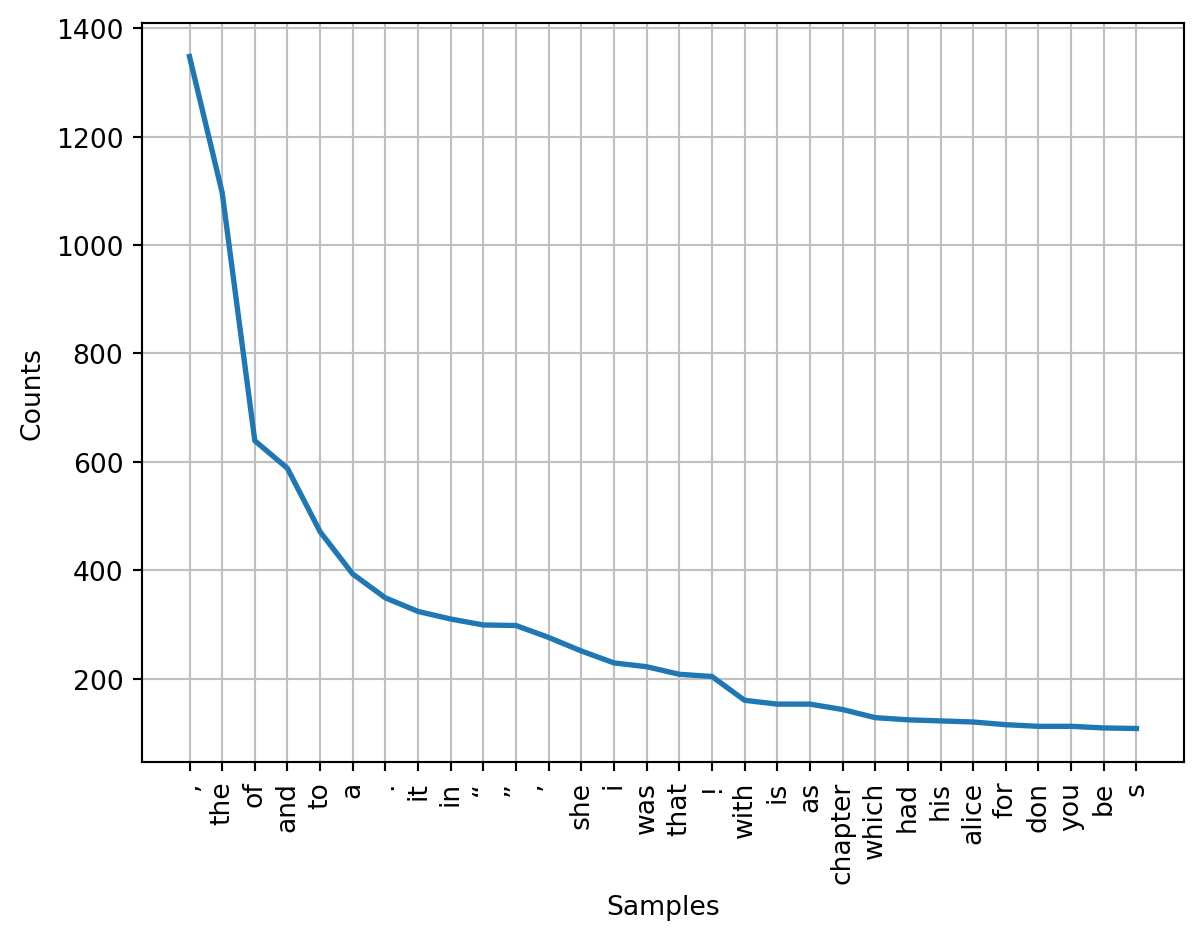 1400
1200
1000
800
600
400
200
Counts
,
the
of
and
to
a
.
it
in
“
”
’
she
i
was
that
!
with
is
as
chapter
which
had
his
alice
for
don
you
be
s
Samples